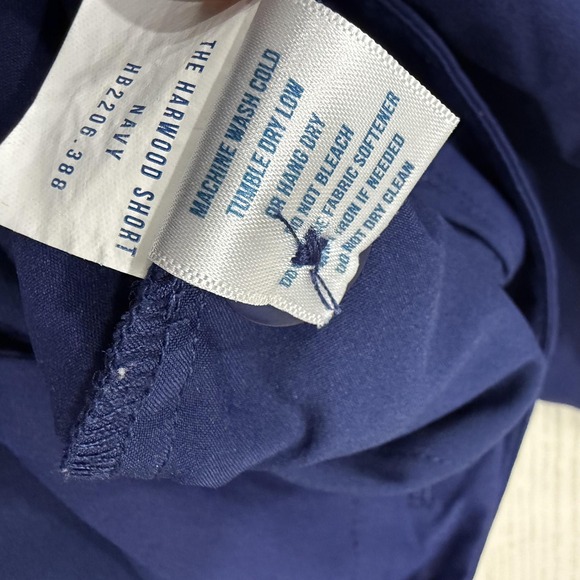 THE HARWOOD SHORT
NAVY
HB2206.388
MACHINE WASH COLD
TUMBLE DRY LOW
OR HANG DRY
NOT BLEACH
FABRIC SOFTENER
IRON IF NEEDED
DO NOT DRY CLEAN